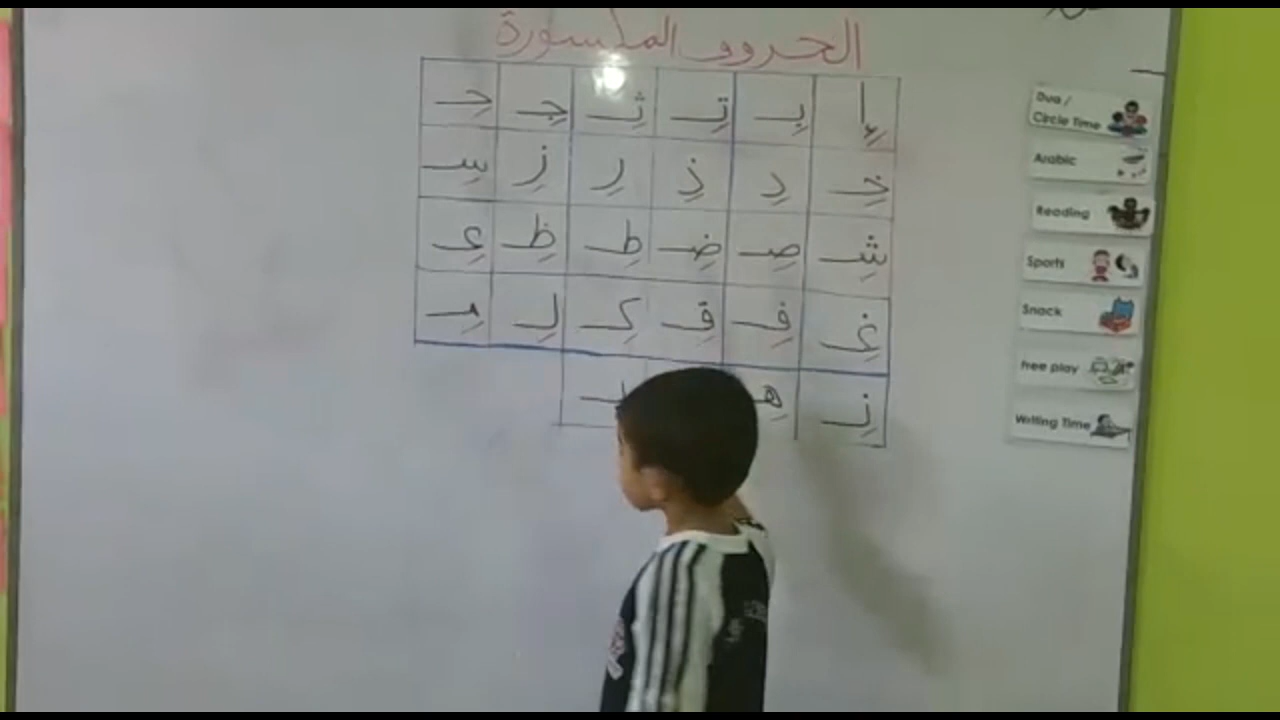 الحروف المكسورة
إِ بِـ تِـ ثِـ جِـ حِـ
خِـ دِ ذِ رِ زِ سِـ
شِـ صِـ ضِـ طِـ ظِـ عِـ
غِـ فِـ قِـ كِـ لِـ مِـ
نِـ هِـ
Dua /
Circle Time
Arabic
Reading
Sports
Snack
free play
Writing Time